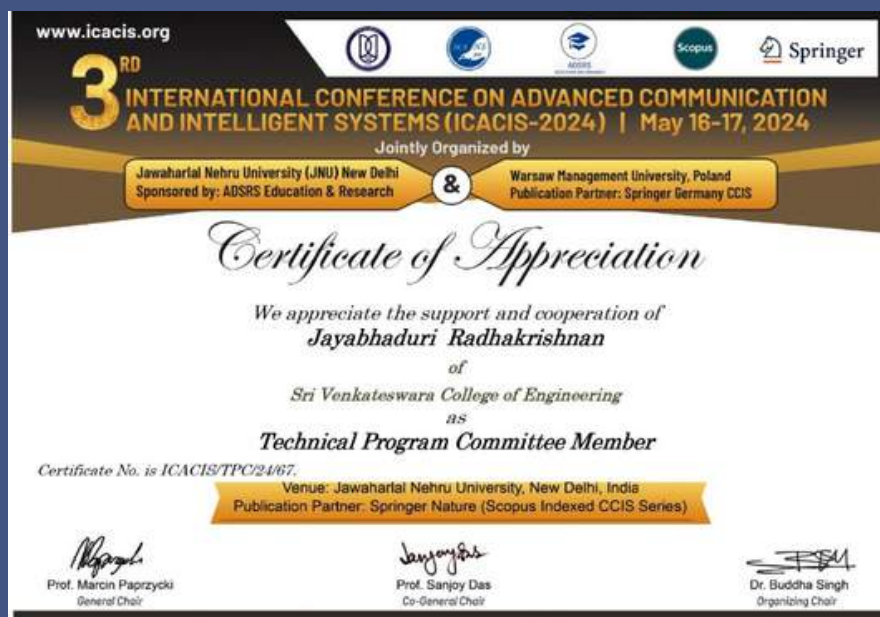 www.icacis.org
ADSRS
Scopus
Springer
3RD
INTERNATIONAL CONFERENCE ON ADVANCED COMMUNICATION
AND INTELLIGENT SYSTEMS (ICACIS-2024) | May 16-17, 2024
Jointly Organized by
Jawaharlal Nehru University (JNU) New Delhi
Sponsored by: ADSRS Education & Research
&
Warsaw Management University, Poland
Publication Partner: Springer Germany CCIS
Certificate of Appreciation
We appreciate the support and cooperation of
Jayabhaduri Radhakrishnan
of
Sri Venkateswara College of Engineering
as
Technical Program Committee Member
Certificate No. is ICACIS/TPC/24/67.
Venue: Jawaharlal Nehru University, New Delhi, India
Publication Partner: Springer Nature (Scopus Indexed CCIS Series)
Prof. Marcin Paprzycki
General Chair
Prof. Sanjoy Das
Co-General Chair
Dr. Buddha Singh
Organizing Chair